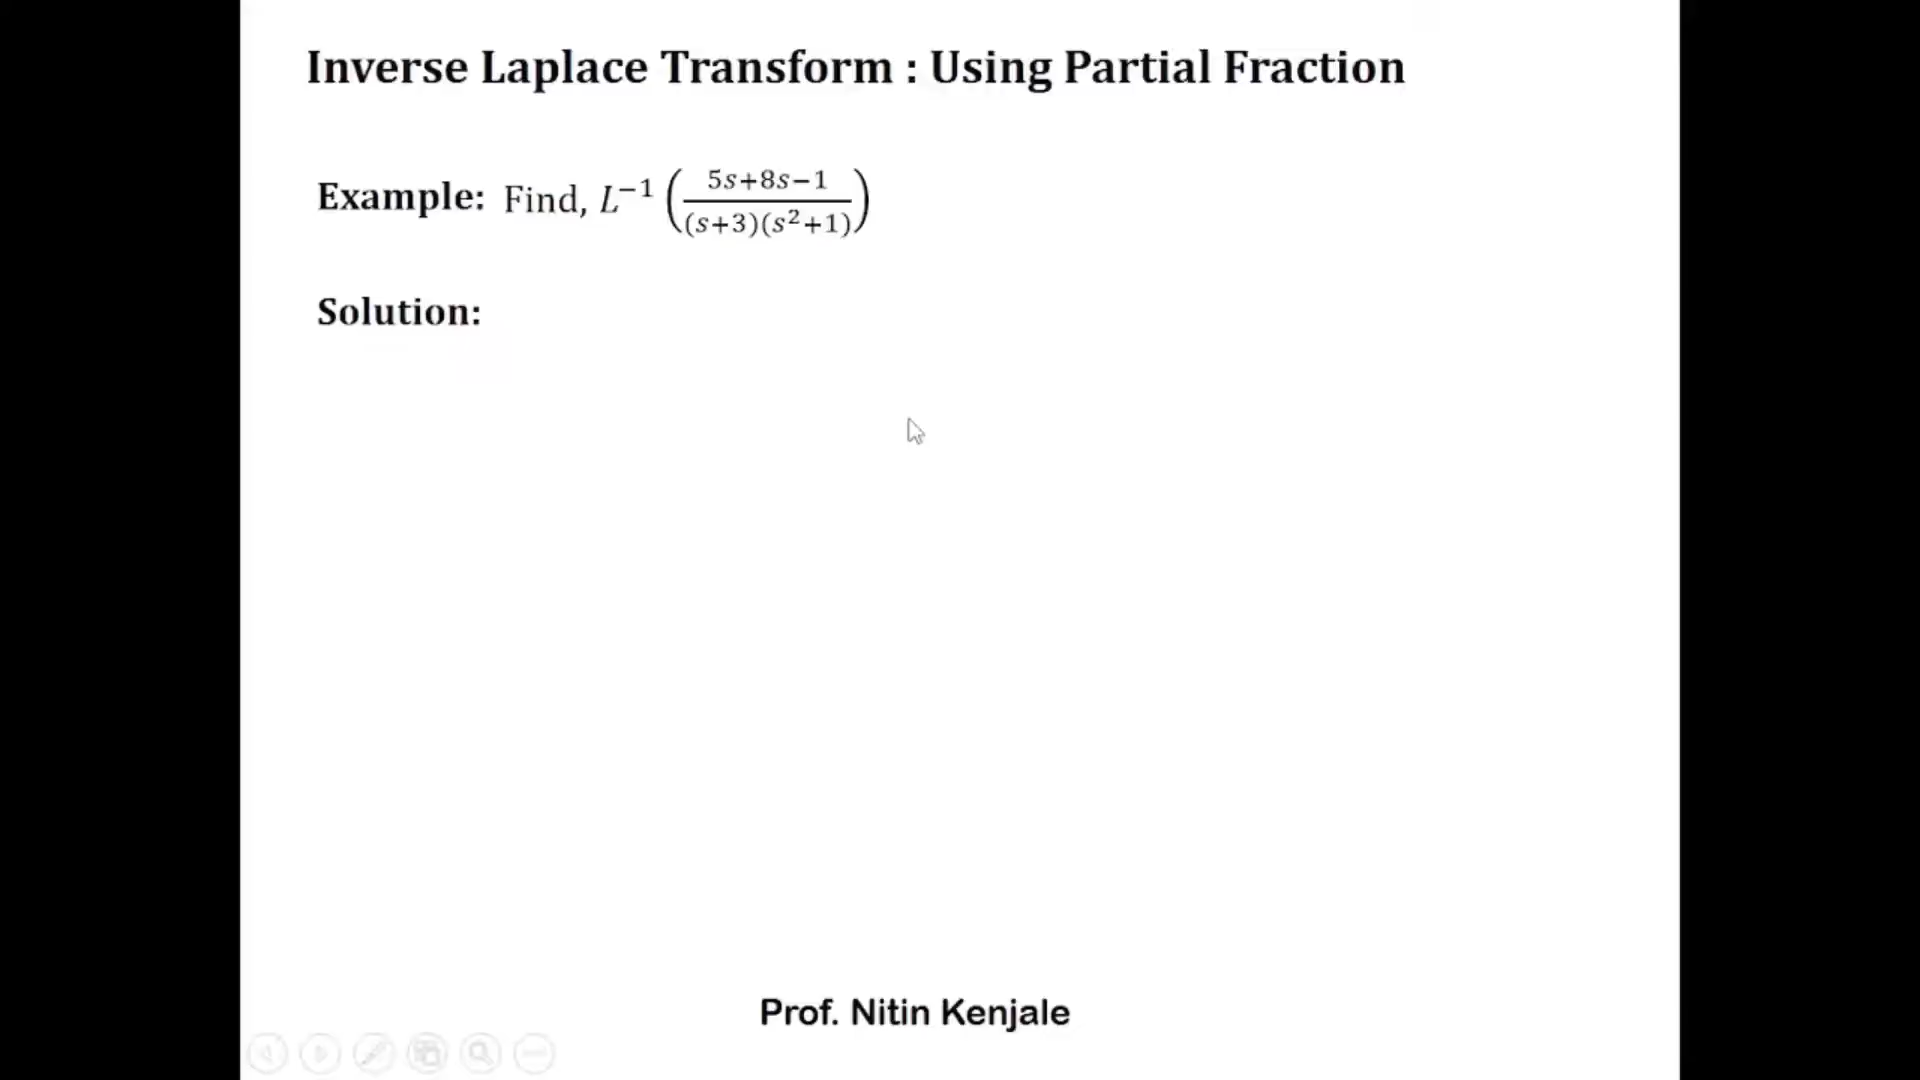 Inverse Laplace Transform : Using Partial Fraction
Example: Find, L⁻¹ ((5s+8s−1)/((s+3)(s²+1)))
Solution:
Prof. Nitin Kenjale